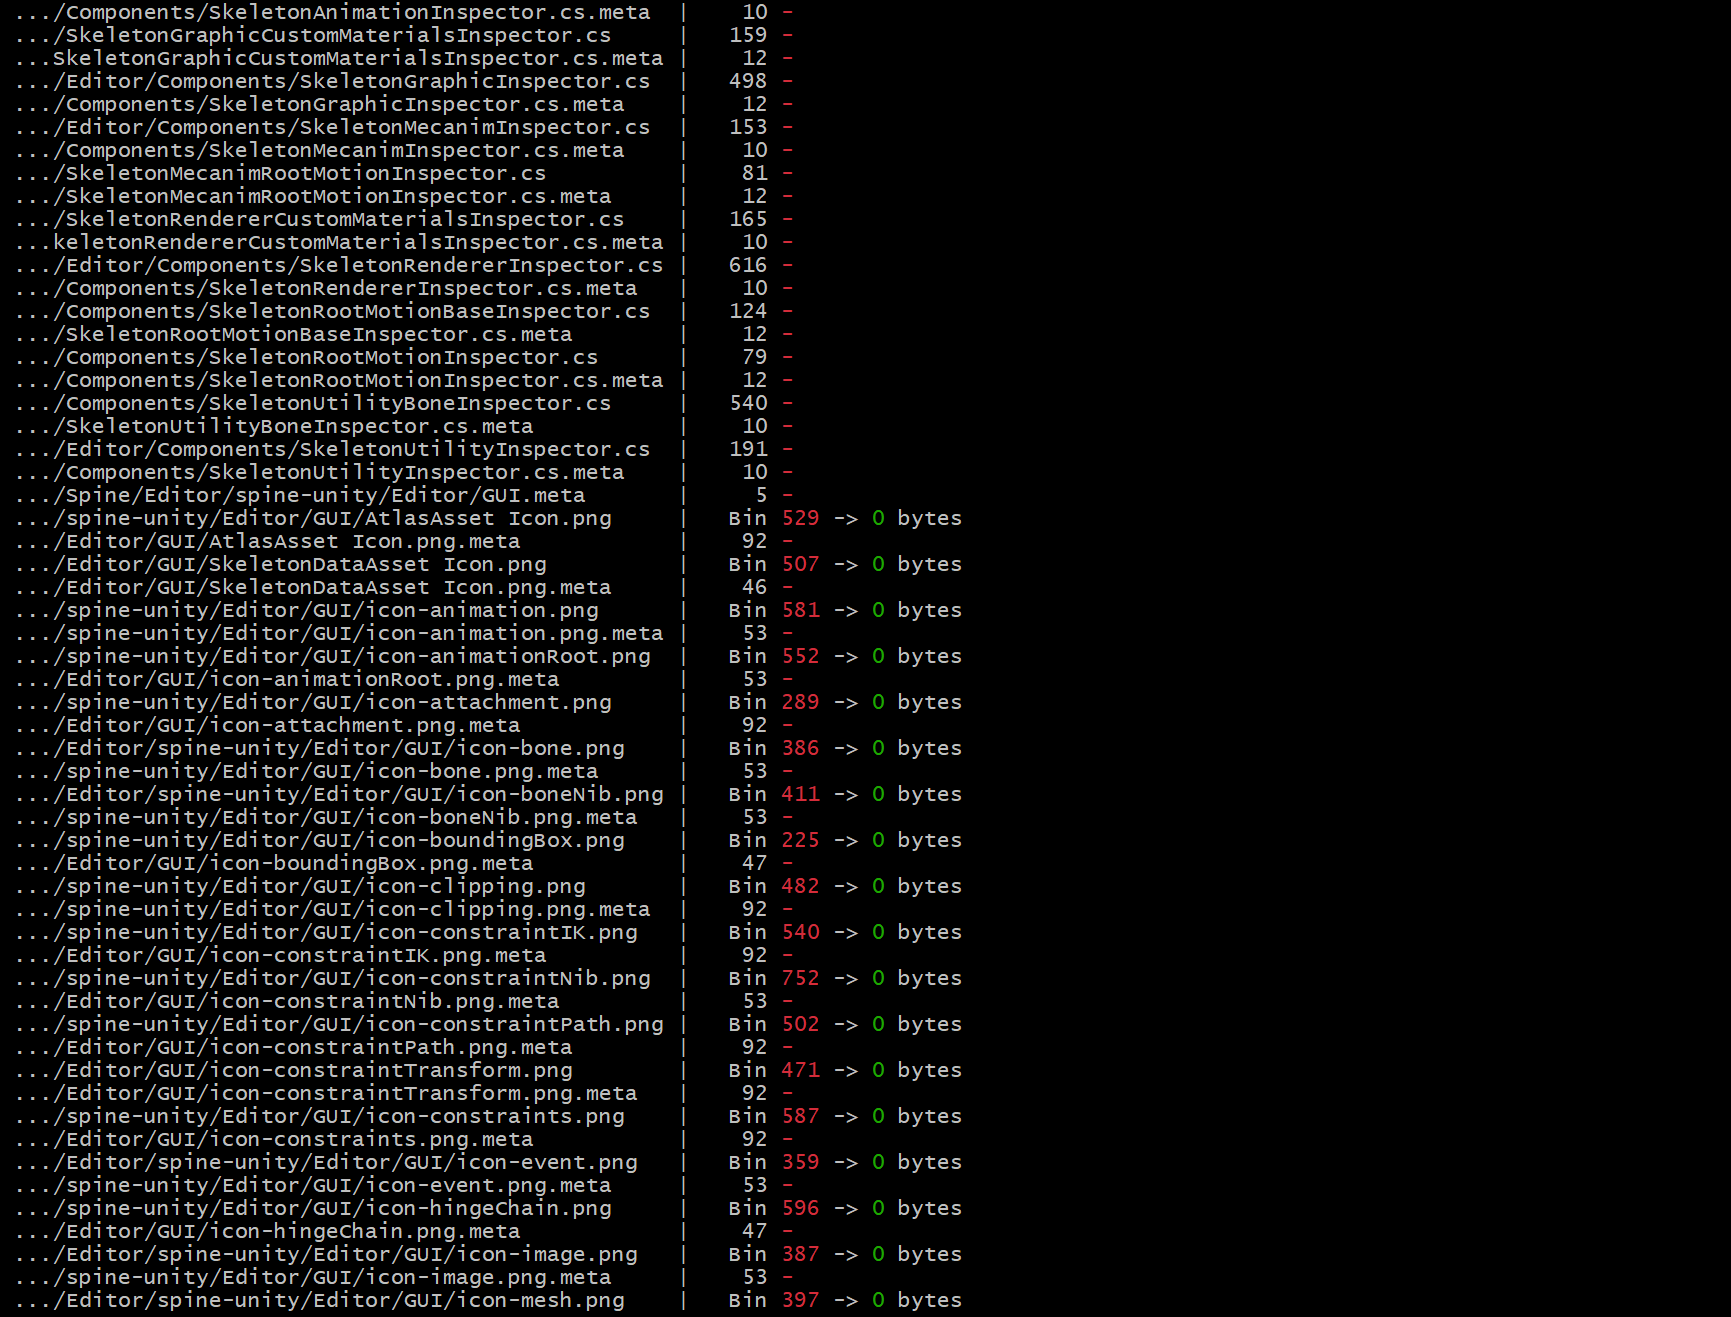 .../Components/SkeletonAnimationInspector.cs.meta | 10 -
.../SkeletonGraphicCustomMaterialsInspector.cs | 159 -
...SkeletonGraphicCustomMaterialsInspector.cs.meta | 12 -
.../Editor/Components/SkeletonGraphicInspector.cs | 498 -
.../Components/SkeletonGraphicInspector.cs.meta | 12 -
.../Editor/Components/SkeletonMecanimInspector.cs | 153 -
.../Components/SkeletonMecanimInspector.cs.meta | 10 -
.../SkeletonMecanimRootMotionInspector.cs | 81 -
.../SkeletonMecanimRootMotionInspector.cs.meta | 12 -
.../SkeletonRendererCustomMaterialsInspector.cs | 165 -
...keletonRendererCustomMaterialsInspector.cs.meta | 10 -
.../Editor/Components/SkeletonRendererInspector.cs | 616 -
.../Components/SkeletonRendererInspector.cs.meta | 10 -
.../Components/SkeletonRootMotionBaseInspector.cs | 124 -
.../SkeletonRootMotionBaseInspector.cs.meta | 12 -
.../Components/SkeletonRootMotionInspector.cs | 79 -
.../Components/SkeletonRootMotionInspector.cs.meta | 12 -
.../Components/SkeletonUtilityBoneInspector.cs | 540 -
.../SkeletonUtilityBoneInspector.cs.meta | 10 -
.../Editor/Components/SkeletonUtilityInspector.cs | 191 -
.../Components/SkeletonUtilityInspector.cs.meta | 10 -
.../Spine/Editor/spine-unity/Editor/GUI.meta | 5 -
.../spine-unity/Editor/GUI/AtlasAsset Icon.png | Bin 529 -> 0 bytes
.../Editor/GUI/AtlasAsset Icon.png.meta | 92 -
.../Editor/GUI/SkeletonDataAsset Icon.png | Bin 507 -> 0 bytes
.../Editor/GUI/SkeletonDataAsset Icon.png.meta | 46 -
.../spine-unity/Editor/GUI/icon-animation.png | Bin 581 -> 0 bytes
.../spine-unity/Editor/GUI/icon-animation.png.meta | 53 -
.../spine-unity/Editor/GUI/icon-animationRoot.png | Bin 552 -> 0 bytes
.../Editor/GUI/icon-animationRoot.png.meta | 53 -
.../spine-unity/Editor/GUI/icon-attachment.png | Bin 289 -> 0 bytes
.../Editor/GUI/icon-attachment.png.meta | 92 -
.../Editor/spine-unity/Editor/GUI/icon-bone.png | Bin 386 -> 0 bytes
.../spine-unity/Editor/GUI/icon-bone.png.meta | 53 -
.../Editor/spine-unity/Editor/GUI/icon-boneNib.png | Bin 411 -> 0 bytes
.../spine-unity/Editor/GUI/icon-boneNib.png.meta | 53 -
.../spine-unity/Editor/GUI/icon-boundingBox.png | Bin 225 -> 0 bytes
.../Editor/GUI/icon-boundingBox.png.meta | 47 -
.../spine-unity/Editor/GUI/icon-clipping.png | Bin 482 -> 0 bytes
.../spine-unity/Editor/GUI/icon-clipping.png.meta | 92 -
.../spine-unity/Editor/GUI/icon-constraintIK.png | Bin 540 -> 0 bytes
.../Editor/GUI/icon-constraintIK.png.meta | 92 -
.../spine-unity/Editor/GUI/icon-constraintNib.png | Bin 752 -> 0 bytes
.../Editor/GUI/icon-constraintNib.png.meta | 53 -
.../spine-unity/Editor/GUI/icon-constraintPath.png | Bin 502 -> 0 bytes
.../Editor/GUI/icon-constraintPath.png.meta | 92 -
.../Editor/GUI/icon-constraintTransform.png | Bin 471 -> 0 bytes
.../Editor/GUI/icon-constraintTransform.png.meta | 92 -
.../spine-unity/Editor/GUI/icon-constraints.png | Bin 587 -> 0 bytes
.../Editor/GUI/icon-constraints.png.meta | 92 -
.../Editor/spine-unity/Editor/GUI/icon-event.png | Bin 359 -> 0 bytes
.../spine-unity/Editor/GUI/icon-event.png.meta | 53 -
.../spine-unity/Editor/GUI/icon-hingeChain.png | Bin 596 -> 0 bytes
.../Editor/GUI/icon-hingeChain.png.meta | 47 -
.../Editor/spine-unity/Editor/GUI/icon-image.png | Bin 387 -> 0 bytes
.../spine-unity/Editor/GUI/icon-image.png.meta | 53 -
.../Editor/spine-unity/Editor/GUI/icon-mesh.png | Bin 397 -> 0 bytes